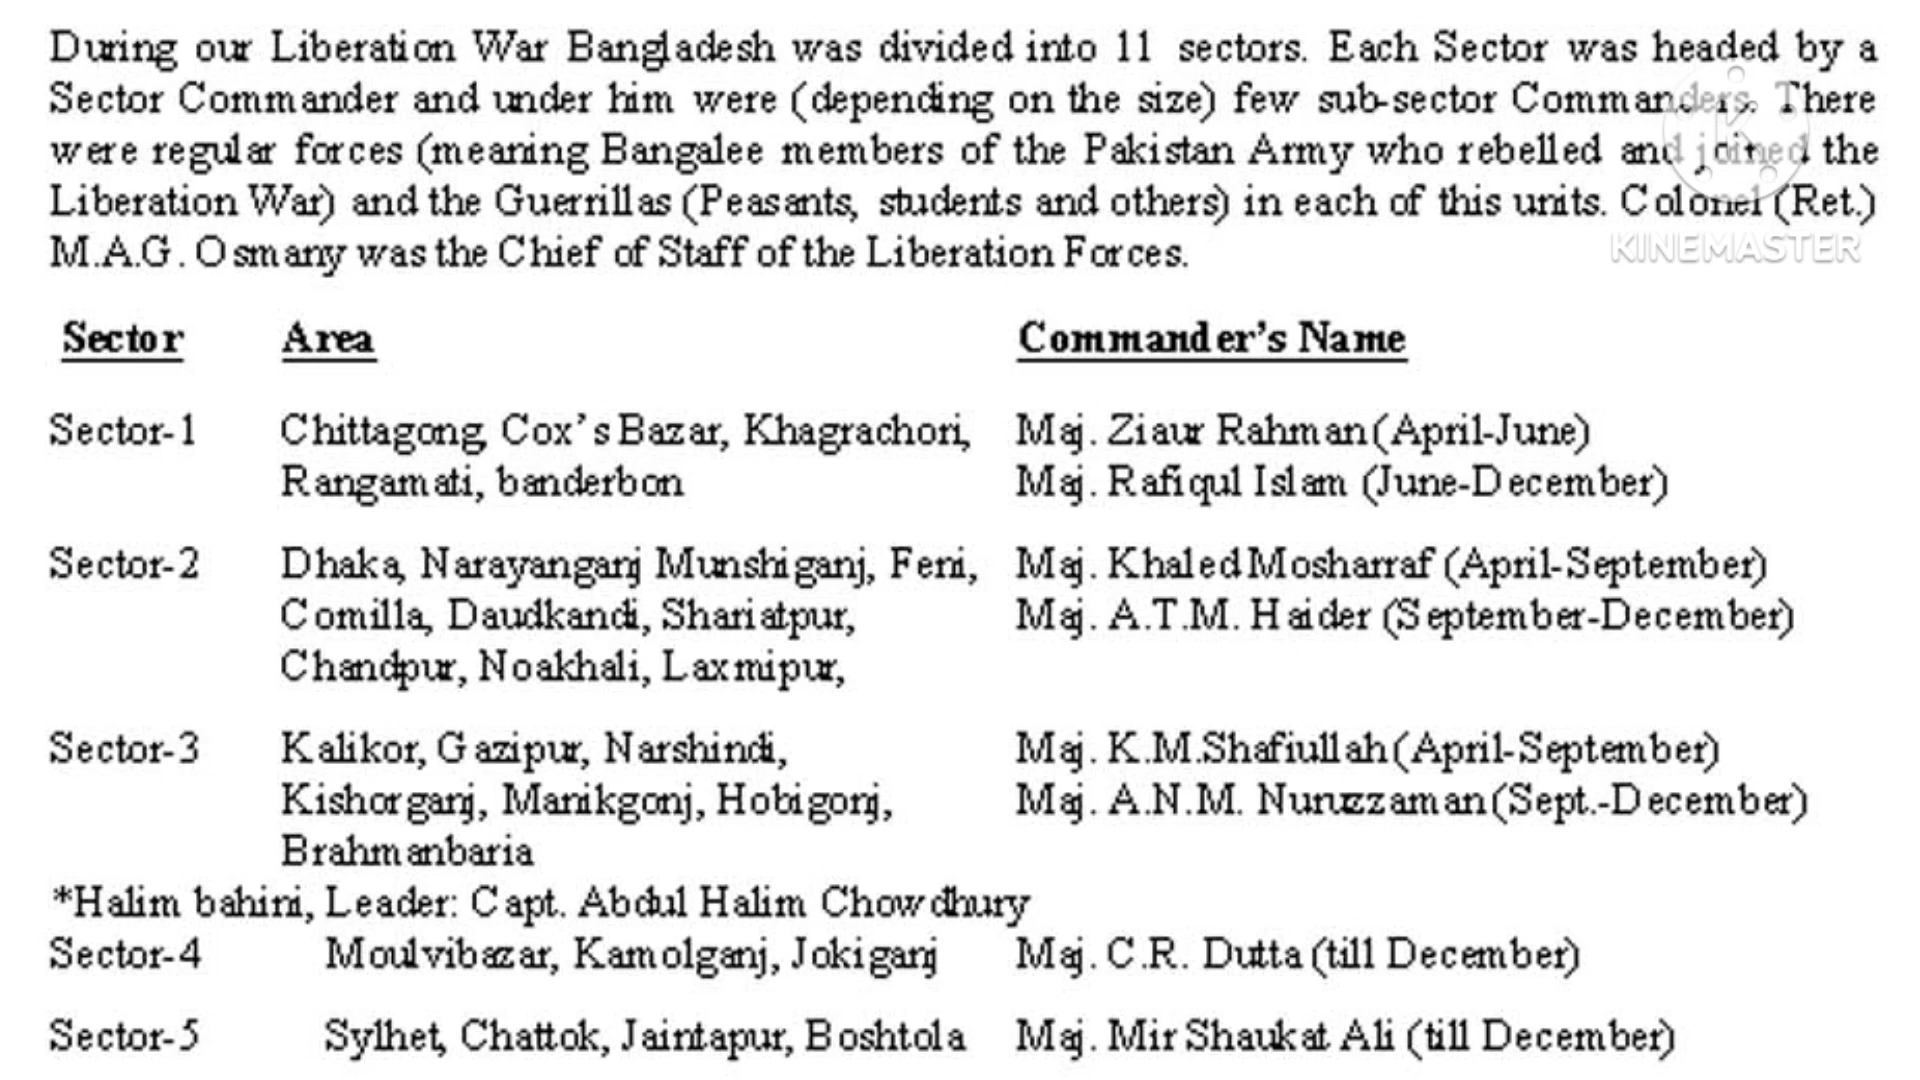 During our Liberation War Bangladesh was divided into 11 sectors. Each Sector was headed by a
Sector Commander and under him were (depending on the size) few sub-sector Commanders. There
were regular forces (meaning Bangalee members of the Pakistan Army who rebelled and joined the
Liberation War) and the Guerrillas (Peasants, students and others) in each of this units. Colonel (Ret.)
M.A.G. Osmany was the Chief of Staff of the Liberation Forces.
KINEMASTER
Sector Area Commander's Name
Sector-1 Chittagong, Cox's Bazar, Khagrachori, Maj. Ziaur Rahman (April-June)
Rangamati, banderbon Maj. Rafiqul Islam (June-December)
Sector-2 Dhaka, Narayanganj Munshiganj, Feni, Maj. Khaled Mosharraf (April-September)
Comilla, Daudkandi, Shariatpur, Maj. A.T.M. Haider (September-December)
Chandpur, Noakhali, Laxmipur,
Sector-3 Kalikor, Gazipur, Narshindi, Maj. K.M.Shafiullah (April-September)
Kishorganj, Manikgonj, Hobigonj, Maj. A.N.M. Nuruzzaman (Sept.-December)
Brahmanbaria
*Halim bahini, Leader: Capt. Abdul Halim Chowdhury
Sector-4 Moulvibazar, Kamolganj, Jokiganj Maj. C.R. Dutta (till December)
Sector-5 Sylhet, Chattok, Jaintapur, Boshtola Maj. Mir Shaukat Ali (till December)